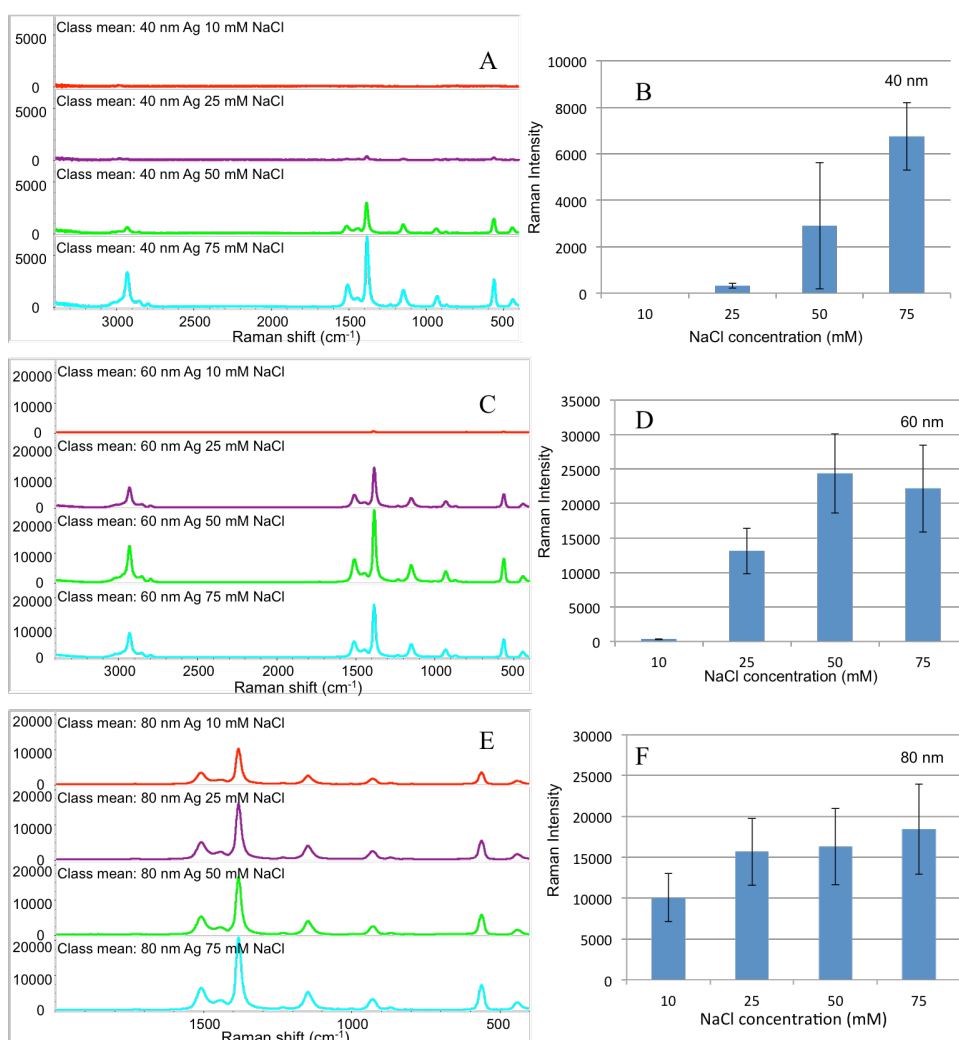 Class mean: 40 nm Ag 10 mM NaCl
5000
0
A
Class mean: 40 nm Ag 25 mM NaCl
5000
0
Class mean: 40 nm Ag 50 mM NaCl
5000
0
Class mean: 40 nm Ag 75 mM NaCl
5000
0
3000 2500 2000 1500 1000 500
Raman shift (cm-1)
B
40 nm
Raman Intensity
10000
8000
6000
4000
2000
0
10 25 50 75
NaCl concentration (mM)
Class mean: 60 nm Ag 10 mM NaCl
20000
10000
0
C
Class mean: 60 nm Ag 25 mM NaCl
20000
10000
0
Class mean: 60 nm Ag 50 mM NaCl
20000
10000
0
Class mean: 60 nm Ag 75 mM NaCl
20000
10000
0
3000 2500 2000 1500 1000 500
Raman shift (cm-1)
D
60 nm
Raman Intensity
35000
30000
25000
20000
15000
10000
5000
0
10 25 50 75
NaCl concentration (mM)
Class mean: 80 nm Ag 10 mM NaCl
20000
10000
0
E
Class mean: 80 nm Ag 25 mM NaCl
20000
10000
0
Class mean: 80 nm Ag 50 mM NaCl
20000
10000
0
Class mean: 80 nm Ag 75 mM NaCl
20000
10000
0
1500 1000 500
Raman shift (cm-1)
F
80 nm
Raman Intensity
30000
25000
20000
15000
10000
5000
0
10 25 50 75
NaCl concentration (mM)